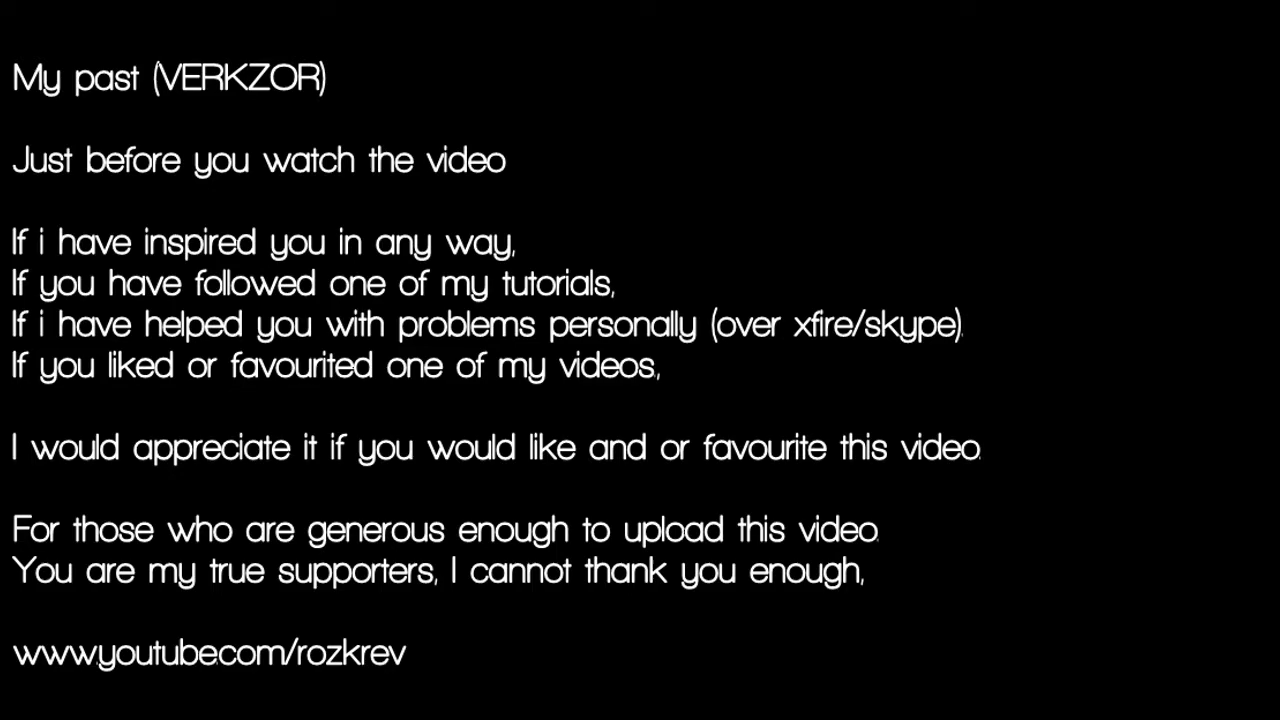 My past (VERKZOR)
Just before you watch the video
If i have inspired you in any way,
If you have followed one of my tutorials,
If i have helped you with problems personally (over xfire/skype).
If you liked or favourited one of my videos.,
I would appreciate it if you would like and or favourite this video.
For those who are generous enough to upload this video.
You are my true supporters, I cannot thank you enough,
www.youtube.com/rozkrev